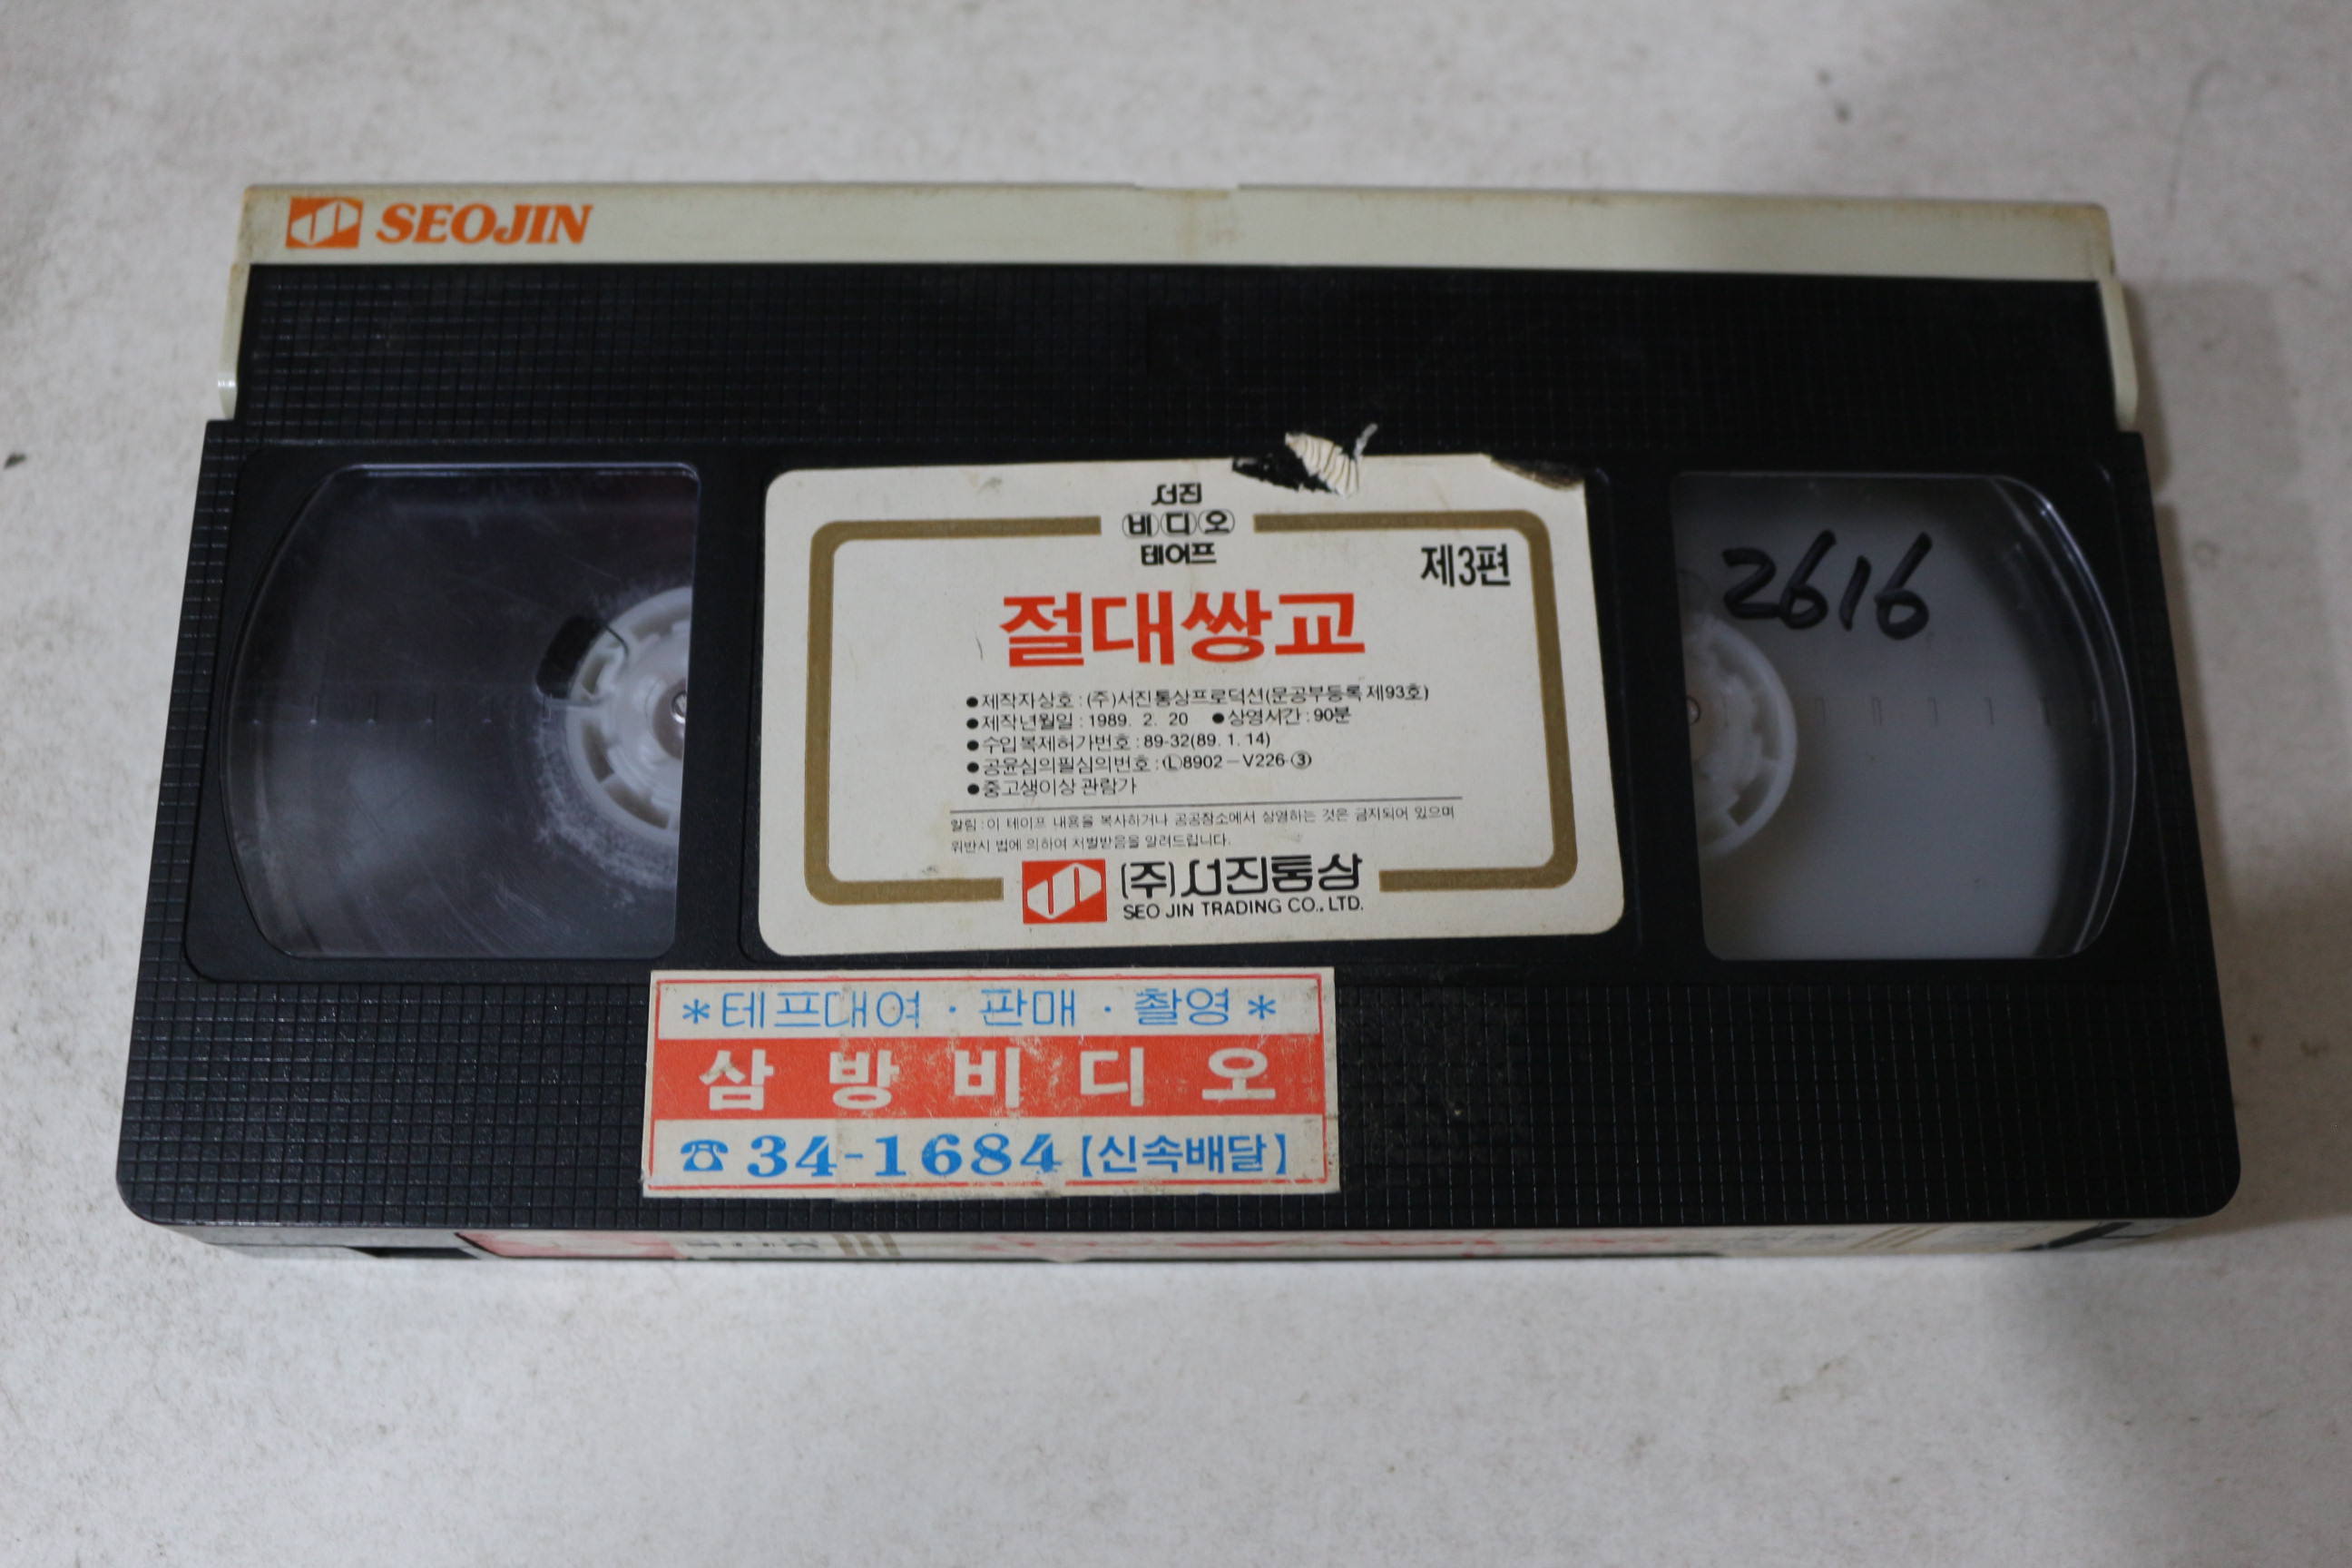 SEOJIN
서진
비디오
테이프
제3편
절대쌍교
●제작자상호 : (주)서진통상프로덕션(문공부등록 제93호)
●제작년월일 : 1989. 2. 20 ●상영시간 : 90분
●수입복제허가번호 : 89-32(89. 1. 14)
●공윤심의필심의번호 : Ⓛ8902-V226-③
●중고생이상 관람가
알림 : 이 테이프 내용을 복사하거나 공공장소에서 상영하는 것은 금지되어 있으며
위반시 법에 의하여 처벌받음을 알려드립니다.
(주)서진통상
SEO JIN TRADING CO., LTD.
2616
*테프대여 · 판매 · 촬영*
삼방비디오
☎34-1684【신속배달】